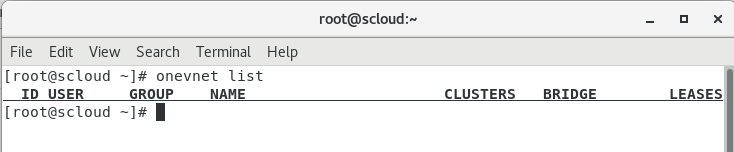 root@scloud:~
File Edit View Search Terminal Help
[root@scloud ~]# onevnet list
ID USER GROUP NAME CLUSTERS BRIDGE LEASES
[root@scloud ~]#